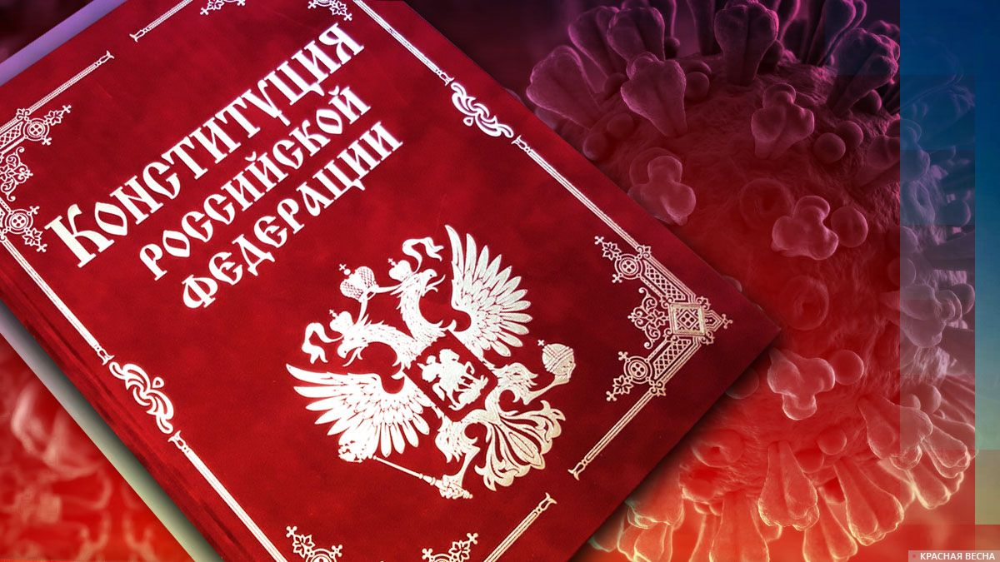 Конституция
Российской
Федерации
КРАСНАЯ ВЕСНА